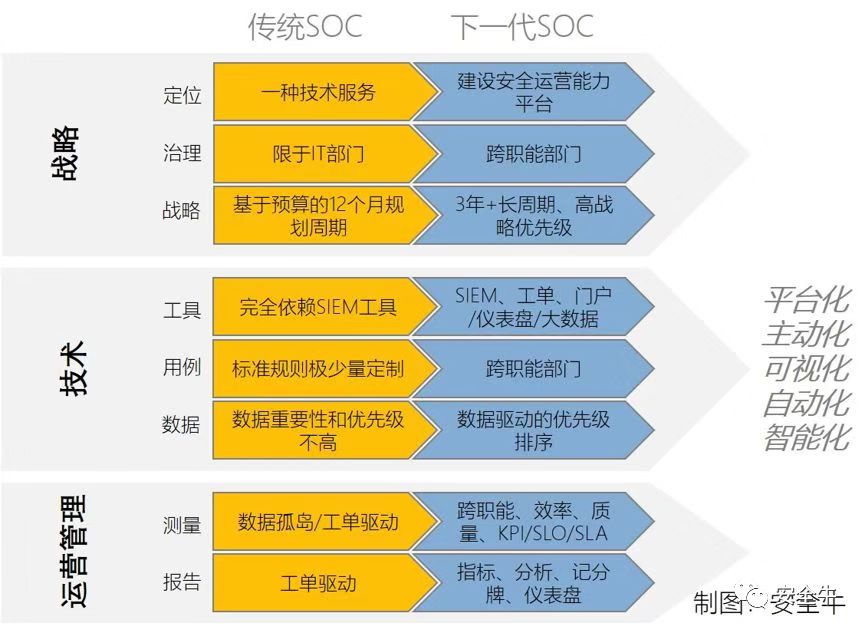 传统SOC
下一代SOC
战略
定位
一种技术服务
建设安全运营能力
平台
治理
限于IT部门
跨职能部门
战略
基于预算的12个月规
划周期
3年+长周期、高战
略优先级
技术
工具
完全依赖SIEM工具
SIEM、工单、门户
/仪表盘/大数据
用例
标准规则极少量定制
跨职能部门
数据
数据重要性和优先级
不高
数据驱动的优先级
排序
运营管理
测量
数据孤岛/工单驱动
跨职能、效率、质
量、KPI/SLO/SLA
报告
工单驱动
指标、分析、记分
牌、仪表盘
平台化
主动化
可视化
自动化
智能化
制图：安全牛
安全牛